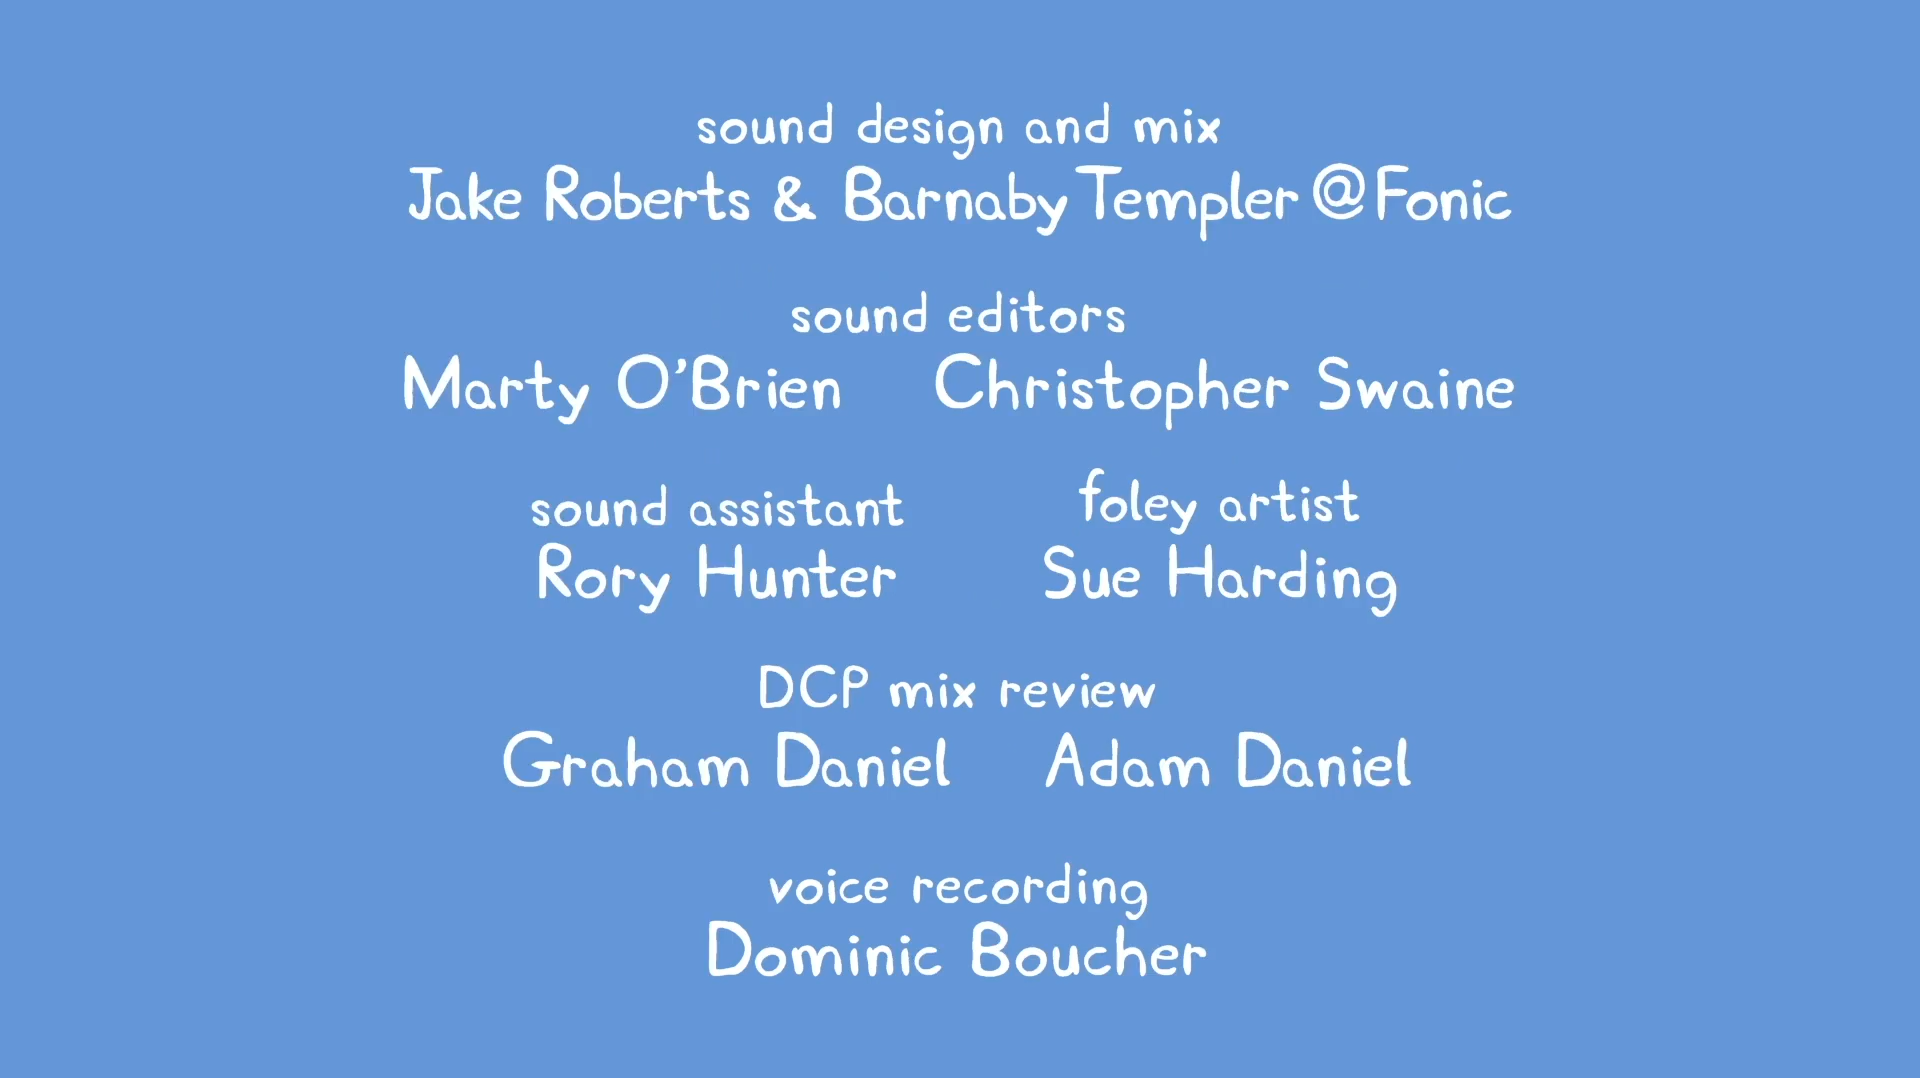 sound design and mix
Jake Roberts & Barnaby Templer @ Fonic
sound editors
Marty O'Brien Christopher Swaine
sound assistant foley artist
Rory Hunter Sue Harding
DCP mix review
Graham Daniel Adam Daniel
voice recording
Dominic Boucher